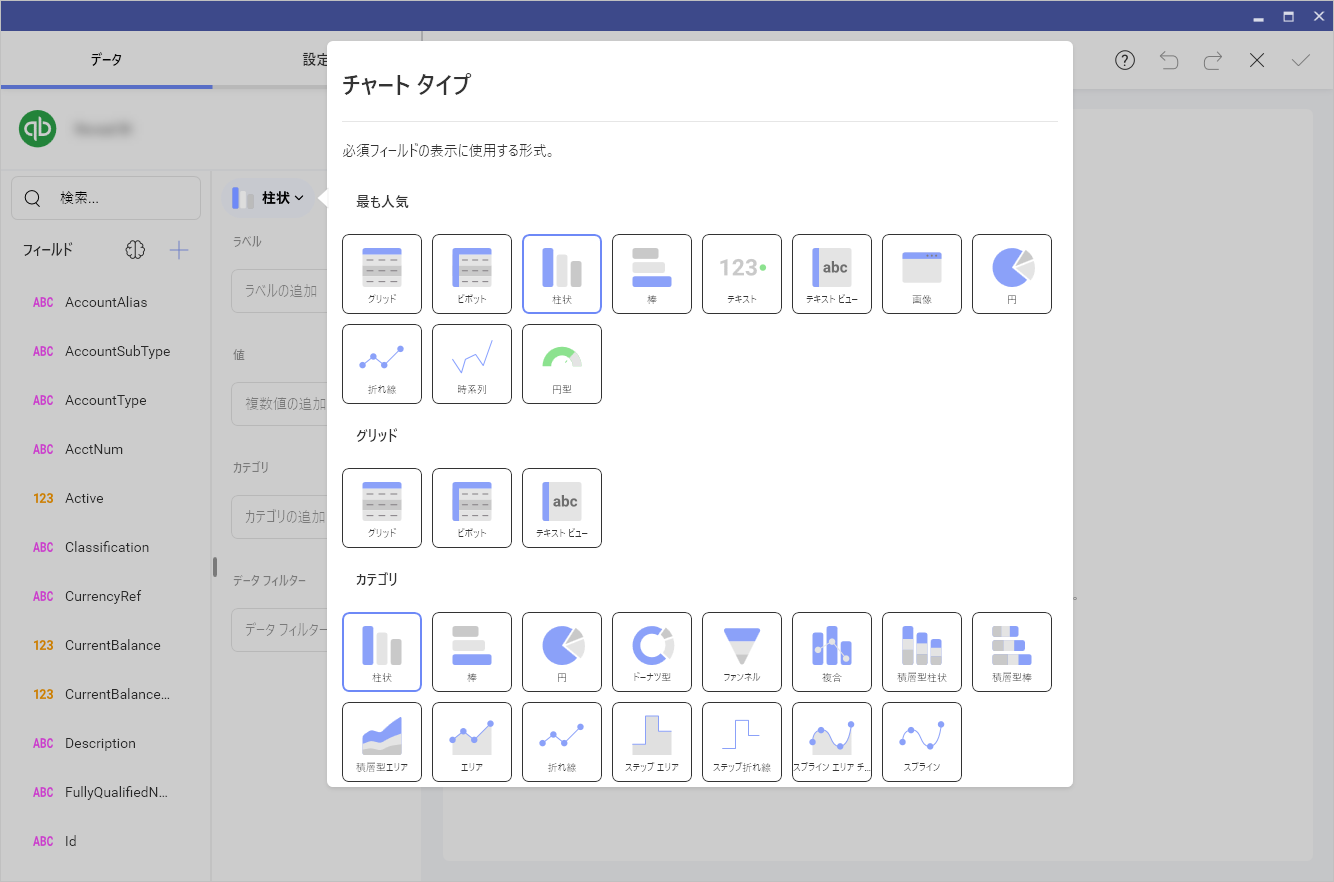 データ
設定
チャート タイプ
必須フィールドの表示に使用する形式。
検索...
柱状
フィールド
ABC AccountAlias
ABC AccountSubType
ABC AccountType
ABC AcctNum
123 Active
ABC Classification
ABC CurrencyRef
123 CurrentBalance
123 CurrentBalance...
ABC Description
ABC FullyQualifiedN...
ABC Id
ラベル
ラベルの追加
値
複数値の追加
カテゴリ
カテゴリの追加
データ フィルター
データ フィルター
最も人気
グリッド
ピボット
柱状
棒
123
テキスト
abc
テキスト ビュー
画像
円
折れ線
時系列
円型
グリッド
グリッド
ピボット
abc
テキスト ビュー
カテゴリ
柱状
棒
円
ドーナツ型
ファンネル
複合
積層型柱状
積層型棒
積層型エリア
エリア
折れ線
ステップ エリア
ステップ折れ線
スプライン エリア チ...
スプライン
qb